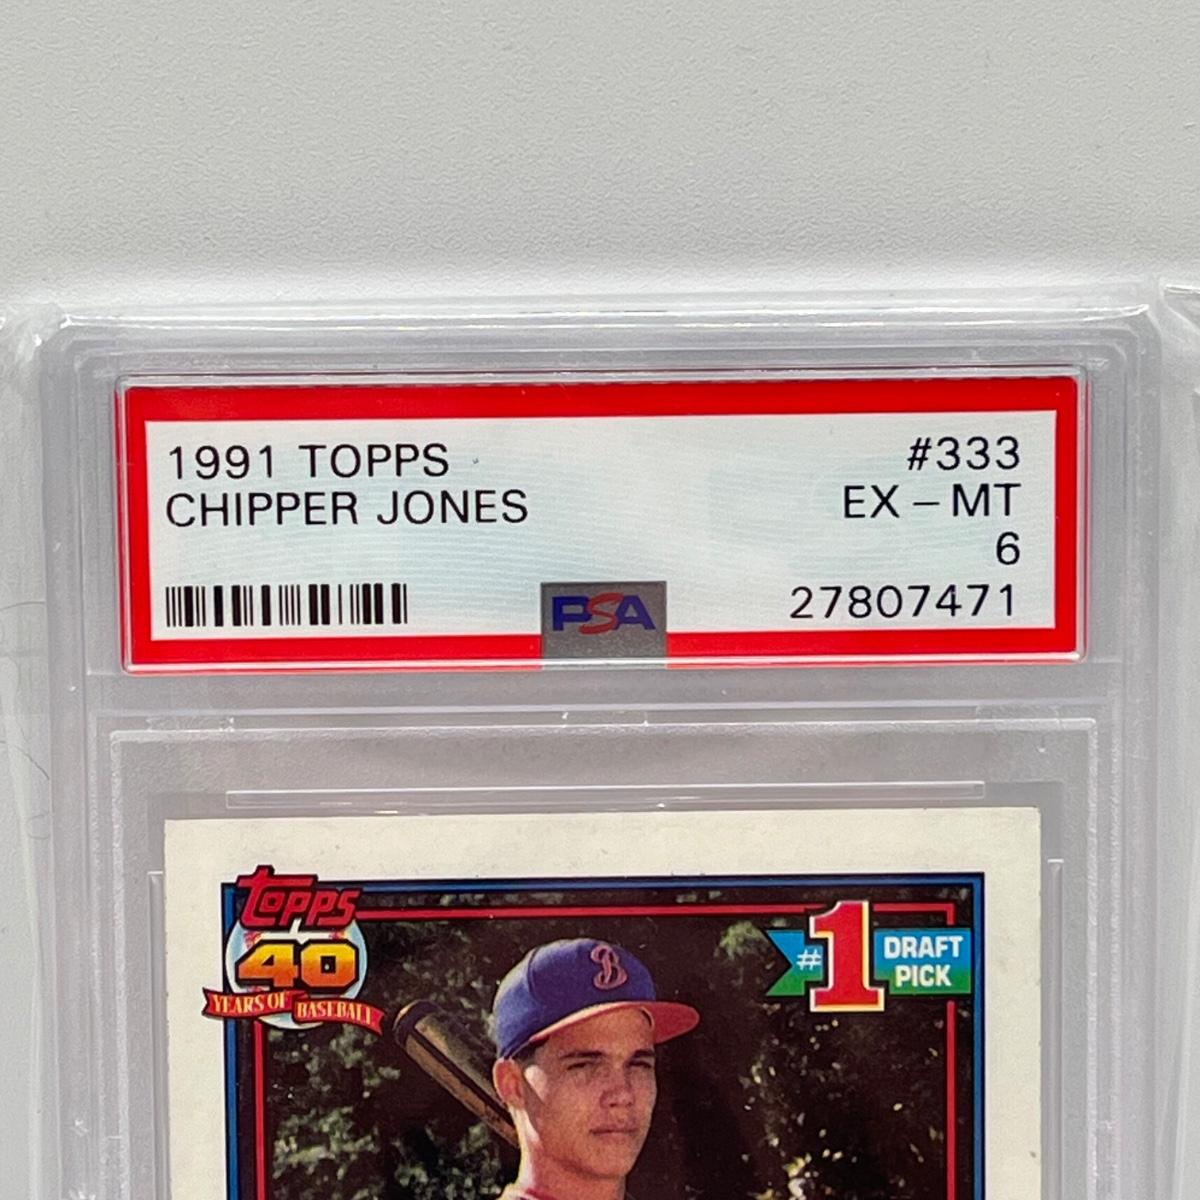 1991 TOPPS
CHIPPER JONES
#333
EX – MT
6
27807471
PSA
Topps
40
YEARS OF BASEBALL
#1
DRAFT
PICK
B